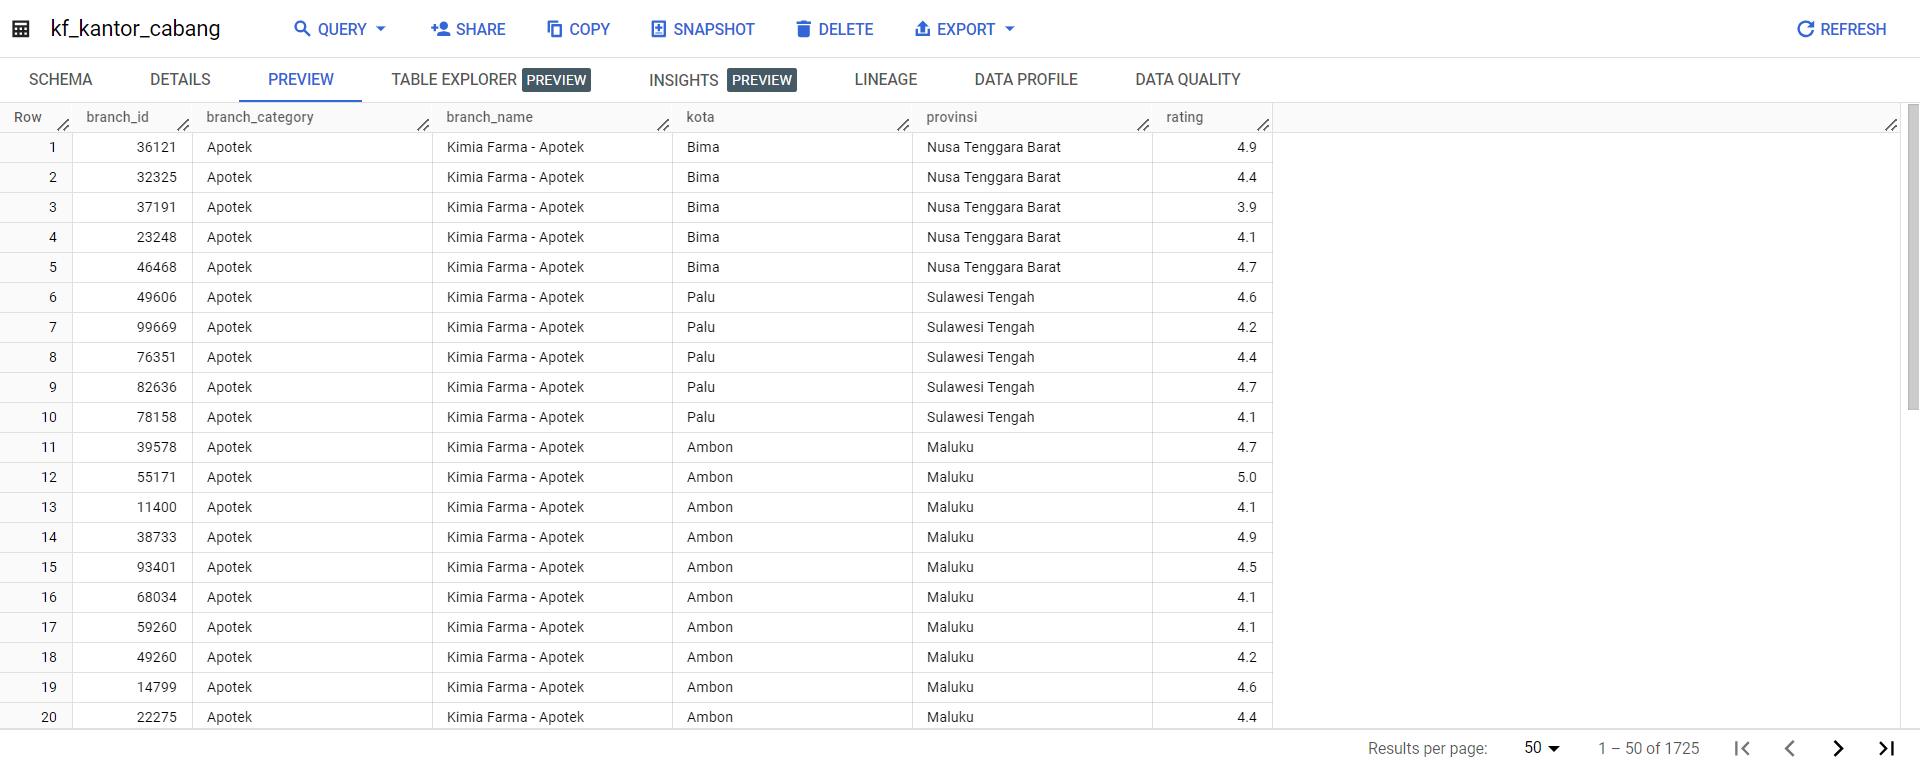 kf_kantor_cabang QUERY SHARE COPY SNAPSHOT DELETE EXPORT REFRESH
SCHEMA DETAILS PREVIEW TABLE EXPLORER PREVIEW INSIGHTS PREVIEW LINEAGE DATA PROFILE DATA QUALITY
Row branch_id branch_category branch_name kota provinsi rating
1 36121 Apotek Kimia Farma - Apotek Bima Nusa Tenggara Barat 4.9
2 32325 Apotek Kimia Farma - Apotek Bima Nusa Tenggara Barat 4.4
3 37191 Apotek Kimia Farma - Apotek Bima Nusa Tenggara Barat 3.9
4 23248 Apotek Kimia Farma - Apotek Bima Nusa Tenggara Barat 4.1
5 46468 Apotek Kimia Farma - Apotek Bima Nusa Tenggara Barat 4.7
6 49606 Apotek Kimia Farma - Apotek Palu Sulawesi Tengah 4.6
7 99669 Apotek Kimia Farma - Apotek Palu Sulawesi Tengah 4.2
8 76351 Apotek Kimia Farma - Apotek Palu Sulawesi Tengah 4.4
9 82636 Apotek Kimia Farma - Apotek Palu Sulawesi Tengah 4.7
10 78158 Apotek Kimia Farma - Apotek Palu Sulawesi Tengah 4.1
11 39578 Apotek Kimia Farma - Apotek Ambon Maluku 4.7
12 55171 Apotek Kimia Farma - Apotek Ambon Maluku 5.0
13 11400 Apotek Kimia Farma - Apotek Ambon Maluku 4.1
14 38733 Apotek Kimia Farma - Apotek Ambon Maluku 4.9
15 93401 Apotek Kimia Farma - Apotek Ambon Maluku 4.5
16 68034 Apotek Kimia Farma - Apotek Ambon Maluku 4.1
17 59260 Apotek Kimia Farma - Apotek Ambon Maluku 4.1
18 49260 Apotek Kimia Farma - Apotek Ambon Maluku 4.2
19 14799 Apotek Kimia Farma - Apotek Ambon Maluku 4.6
20 22275 Apotek Kimia Farma - Apotek Ambon Maluku 4.4
Results per page: 50 1 – 50 of 1725